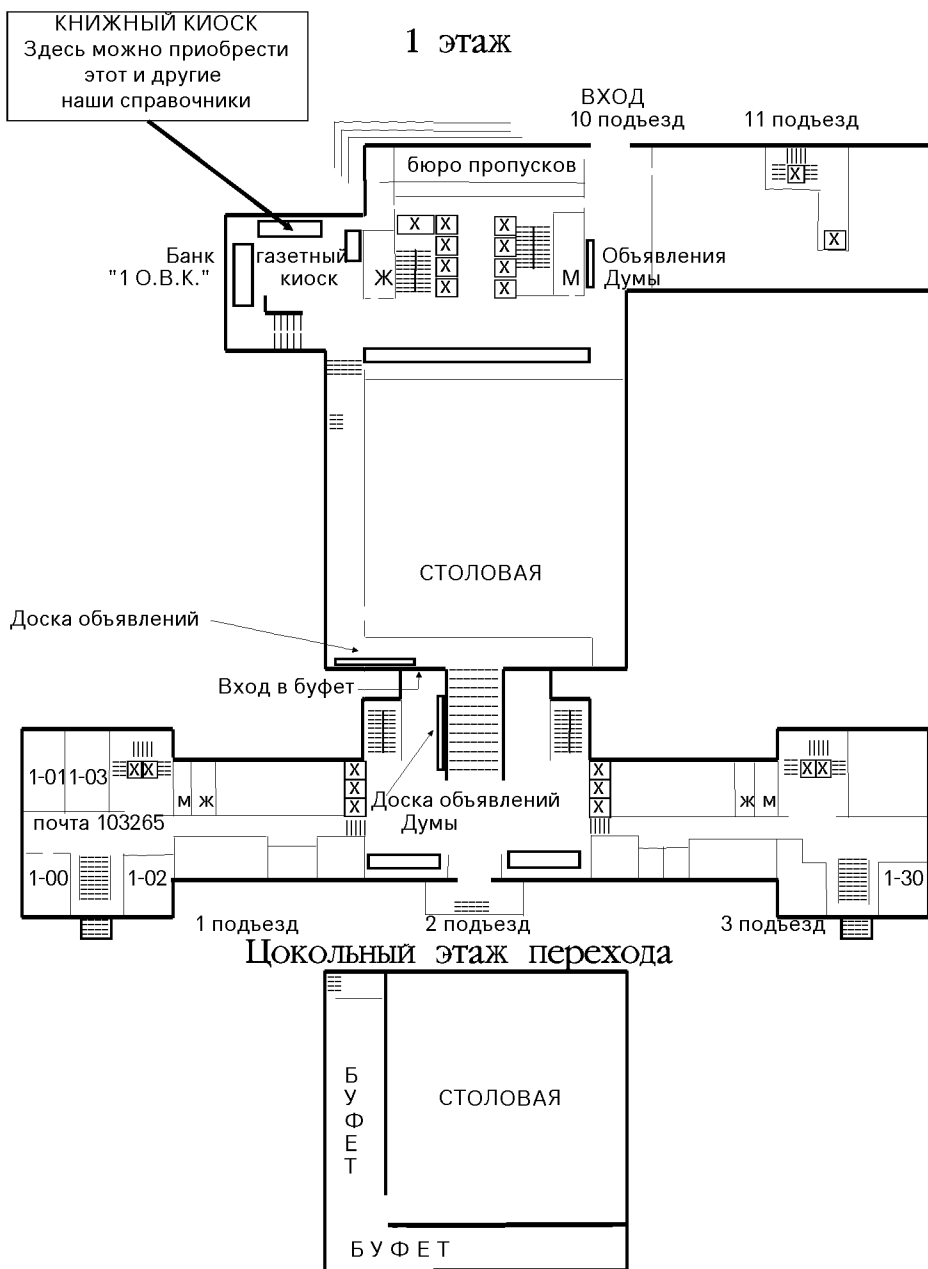 КНИЖНЫЙ КИОСК
Здесь можно приобрести
этот и другие
наши справочники
1 этаж
ВХОД
10 подъезд
11 подъезд
бюро пропусков
X X X
X X
X X
X X
X
X
Банк
"1 О.В.К."
газетный
киоск
Ж
М
Объявления
Думы
СТОЛОВАЯ
Доска объявлений
Вход в буфет
Доска объявлений
Думы
1-01
1-03
X X
м ж
X
X
X
X
X
X
ж м
X X
почта 103265
1-00
1-02
1-30
1 подъезд
2 подъезд
3 подъезд
Цокольный этаж перехода
БУФЕТ
СТОЛОВАЯ
БУФЕТ